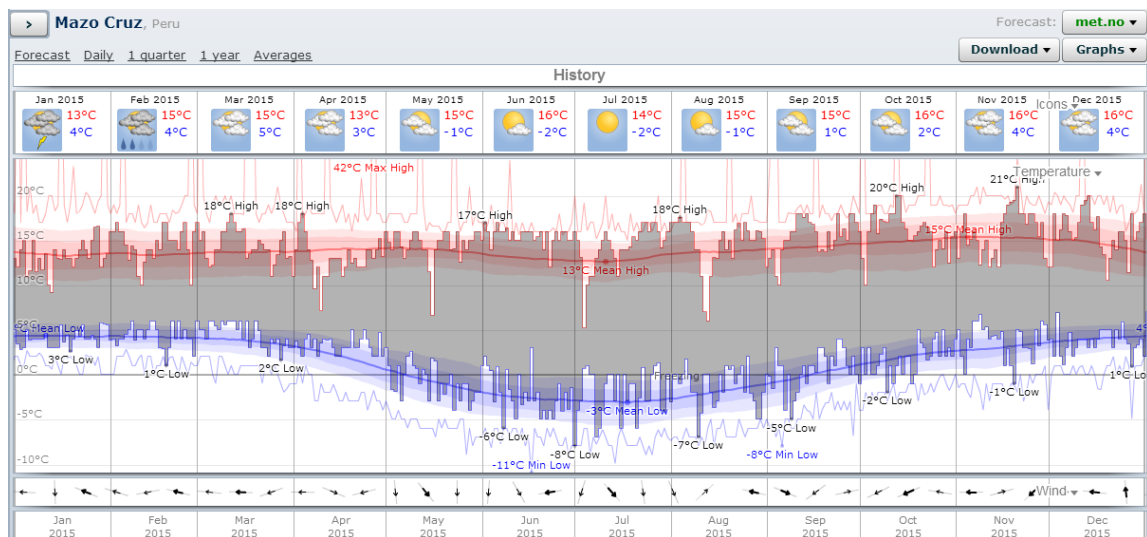 › Mazo Cruz, Peru Forecast: met.no ▾
Forecast Daily 1 quarter 1 year Averages Download ▾ Graphs ▾
History
Jan 2015 Feb 2015 Mar 2015 Apr 2015 May 2015 Jun 2015 Jul 2015 Aug 2015 Sep 2015 Oct 2015 Nov 2015 Dec 2015
Icons ▾
13°C 15°C 15°C 13°C 15°C 16°C 14°C 15°C 15°C 16°C 16°C 16°C
4°C 4°C 5°C 3°C -1°C -2°C -2°C -1°C 1°C 2°C 4°C 4°C
42°C Max High Temperature ▾
20°C 20°C High 21°C High
18°C High 18°C High 17°C High 18°C High
15°C 15°C Mean High
13°C Mean High
10°C
5°C °C Mean Low 4°
3°C Low 1°C Low 2°C Low 1°C Lo
0°C Freezing
-2°C Low -1°C Low
-5°C -3°C Mean Low -5°C Low
-6°C Low -8°C Low -7°C Low -8°C Min Low
-10°C -11°C Min Low
Wind ▾
Jan Feb Mar Apr May Jun Jul Aug Sep Oct Nov Dec
2015 2015 2015 2015 2015 2015 2015 2015 2015 2015 2015 2015